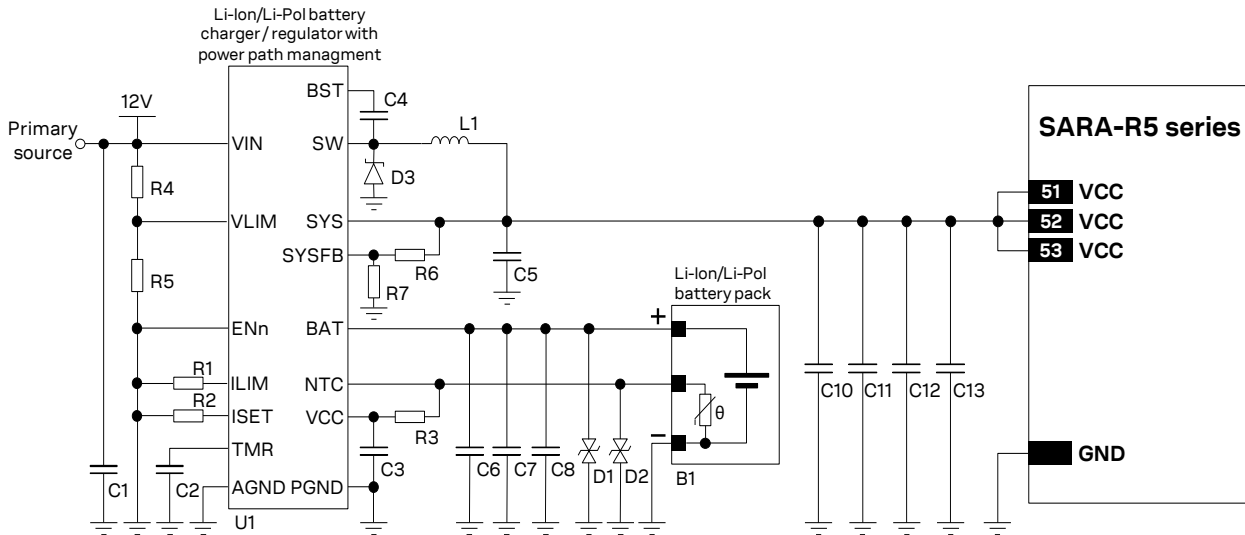 Li-Ion/Li-Pol battery
charger / regulator with
power path managment
12V
Primary
source
BST
C4
VIN
SW
L1
SARA-R5 series
R4
D3
51 VCC
VLIM
SYS
52 VCC
SYSFB
R6
53 VCC
R5
R7
C5
Li-Ion/Li-Pol
battery pack
ENn
BAT
+
R1
ILIM
NTC
C10
C11
C12
C13
R2
ISET
VCC
R3
θ
TMR
–
GND
C1
C2
AGND
PGND
C3
C6
C7
C8
D1
D2
B1
U1